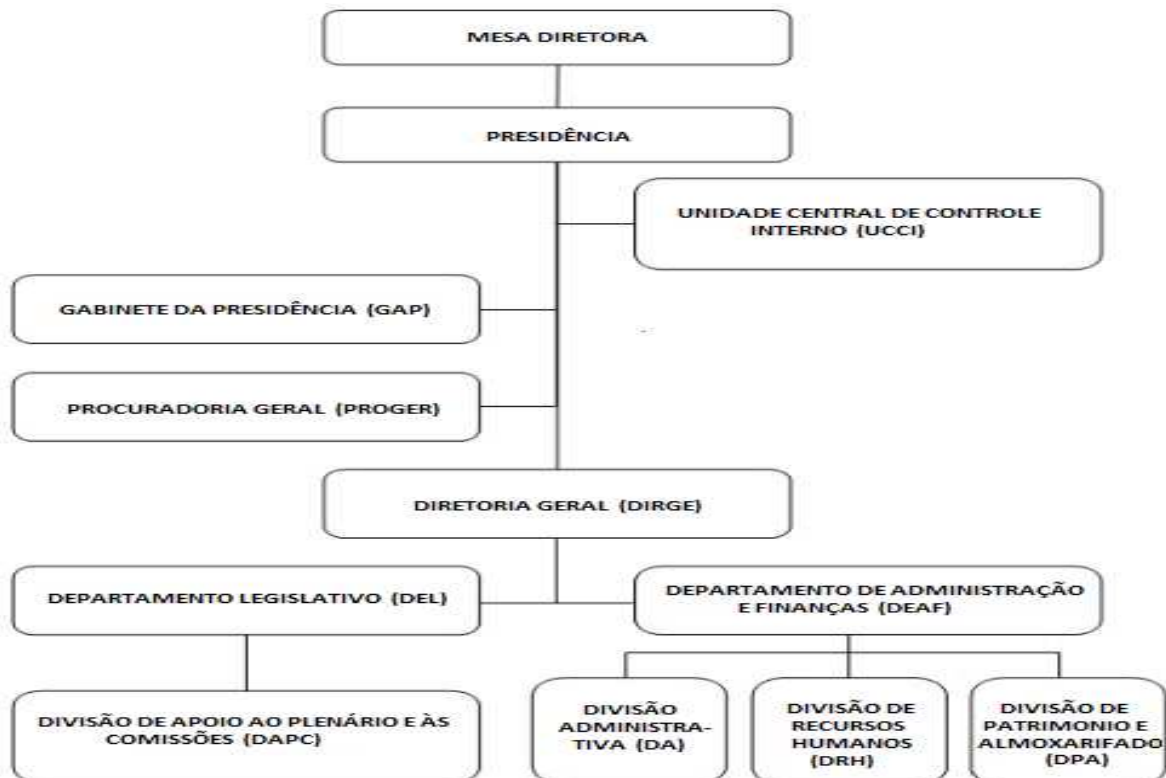 MESA DIRETORA
PRESIDÊNCIA
UNIDADE CENTRAL DE CONTROLE
INTERNO (UCCI)
GABINETE DA PRESIDÊNCIA (GAP)
PROCURADORIA GERAL (PROGER)
DIRETORIA GERAL (DIRGE)
DEPARTAMENTO LEGISLATIVO (DEL)
DEPARTAMENTO DE ADMINISTRAÇÃO
E FINANÇAS (DEAF)
DIVISÃO DE APOIO AO PLENÁRIO E ÀS
COMISSÕES (DAPC)
DIVISÃO
ADMINISTRA-
TIVA (DA)
DIVISÃO DE
RECURSOS
HUMANOS
(DRH)
DIVISÃO DE
PATRIMONIO E
ALMOXARIFADO
(DPA)